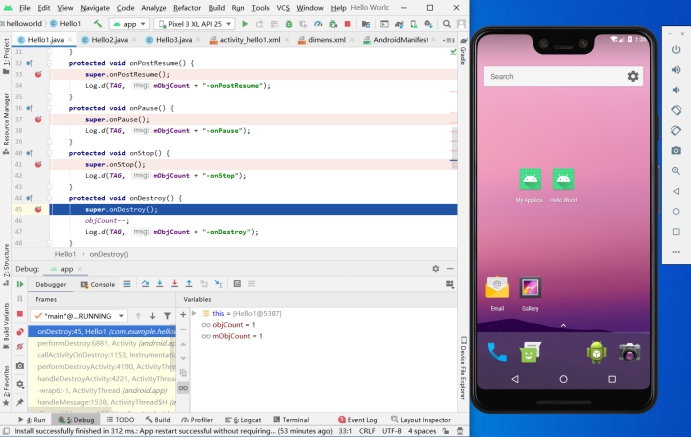 File Edit View Navigate Code Analyze Refactor Build Run Tools VCS Window Help Hello Worlc
helloworld Hello1 app Pixel 3 XL API 25
Hello1.java Hello2.java Hello3.java activity_hello1.xml dimens.xml AndroidManifest
31 }
32 protected void onPostResume() {
33 super.onPostResume();
34 Log.d(TAG, msg: mObjCount + "-onPostResume");
35 }
36 protected void onPause() {
37 super.onPause();
38 Log.d(TAG, msg: mObjCount + "-onPause");
39 }
40 protected void onStop() {
41 super.onStop();
42 Log.d(TAG, msg: mObjCount + "-onStop");
43 }
44 protected void onDestroy() {
45 super.onDestroy();
46 objCount--;
47 Log.d(TAG, msg: mObjCount + "-onDestroy");
48 }
Hello1 › onDestroy()
Debug: app
Debugger Console
Frames Variables
"main"@...RUNNING
onDestroy:45, Hello1 (com.example.hellow
performDestroy:6881, Activity (android.app)
callActivityOnDestroy:1153, Instrumentatio
performDestroyActivity:4190, ActivityThrea
handleDestroyActivity:4221, ActivityThread
-wrap6:-1, ActivityThread (android.app)
handleMessage:1538, ActivityThread$H (
this = {Hello1@5387}
objCount = 1
mObjCount = 1
4: Run 5: Debug TODO Build Profiler 6: Logcat Terminal Event Log Layout Inspector
Install successfully finished in 312 ms.: App restart successful without requiring... (53 minutes ago) 33:1 CRLF UTF-8 4 spaces
1: Project
Resource Manager
7: Structure
Build Variants
2: Favorites
Gradle
Device File Explorer
Search
My Applica.. Hello World
Email Gallery